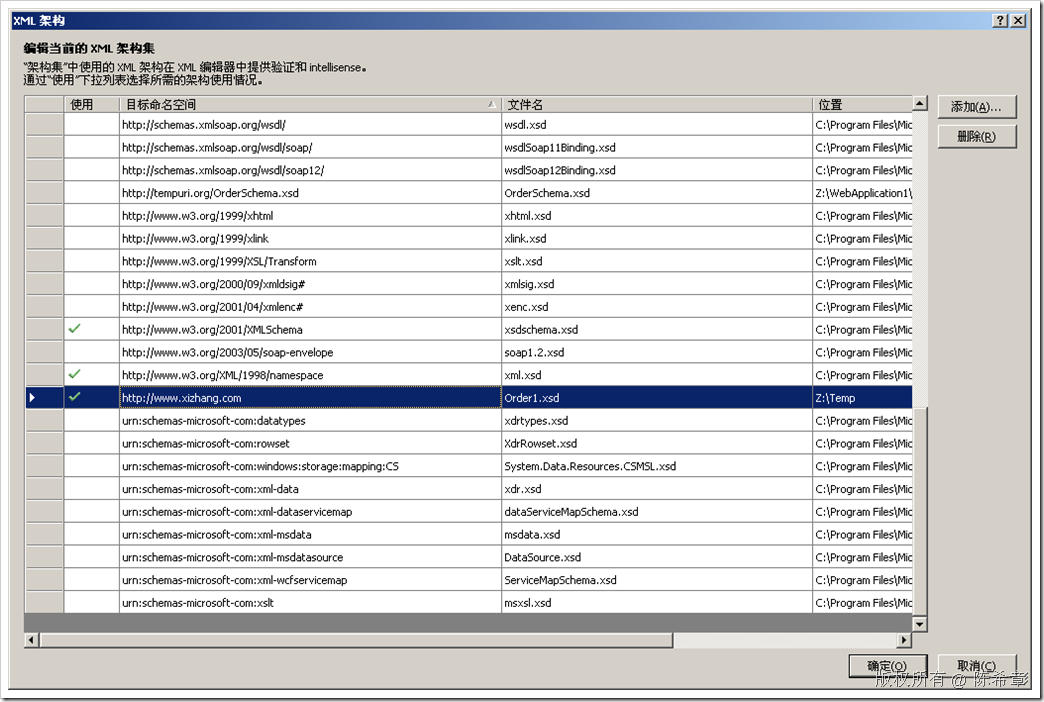 XML 架构
编辑当前的 XML 架构集
“架构集”中使用的 XML 架构在 XML 编辑器中提供验证和 intellisense。
通过“使用”下拉列表选择所需的架构使用情况。
使用 目标命名空间 文件名 位置
http://schemas.xmlsoap.org/wsdl/ wsdl.xsd C:\Program Files\Mic
http://schemas.xmlsoap.org/wsdl/soap/ wsdlSoap11Binding.xsd C:\Program Files\Mic
http://schemas.xmlsoap.org/wsdl/soap12/ wsdlSoap12Binding.xsd C:\Program Files\Mic
http://tempuri.org/OrderSchema.xsd OrderSchema.xsd Z:\WebApplication1\
http://www.w3.org/1999/xhtml xhtml.xsd C:\Program Files\Mic
http://www.w3.org/1999/xlink xlink.xsd C:\Program Files\Mic
http://www.w3.org/1999/XSL/Transform xslt.xsd C:\Program Files\Mic
http://www.w3.org/2000/09/xmldsig# xmlsig.xsd C:\Program Files\Mic
http://www.w3.org/2001/04/xmlenc# xenc.xsd C:\Program Files\Mic
http://www.w3.org/2001/XMLSchema xsdschema.xsd C:\Program Files\Mic
http://www.w3.org/2003/05/soap-envelope soap1.2.xsd C:\Program Files\Mic
http://www.w3.org/XML/1998/namespace xml.xsd C:\Program Files\Mic
http://www.xizhang.com Order1.xsd Z:\Temp
urn:schemas-microsoft-com:datatypes xdrtypes.xsd C:\Program Files\Mic
urn:schemas-microsoft-com:rowset XdrRowset.xsd C:\Program Files\Mic
urn:schemas-microsoft-com:windows:storage:mapping:CS System.Data.Resources.CSMSL.xsd C:\Program Files\Mic
urn:schemas-microsoft-com:xml-data xdr.xsd C:\Program Files\Mic
urn:schemas-microsoft-com:xml-dataservicemap dataServiceMapSchema.xsd C:\Program Files\Mic
urn:schemas-microsoft-com:xml-msdata msdata.xsd C:\Program Files\Mic
urn:schemas-microsoft-com:xml-msdatasource DataSource.xsd C:\Program Files\Mic
urn:schemas-microsoft-com:xml-wcfservicemap ServiceMapSchema.xsd C:\Program Files\Mic
urn:schemas-microsoft-com:xslt msxsl.xsd C:\Program Files\Mic
添加(A)...
删除(R)
确定(O) 取消(C)
版权所有 @ 陈希章